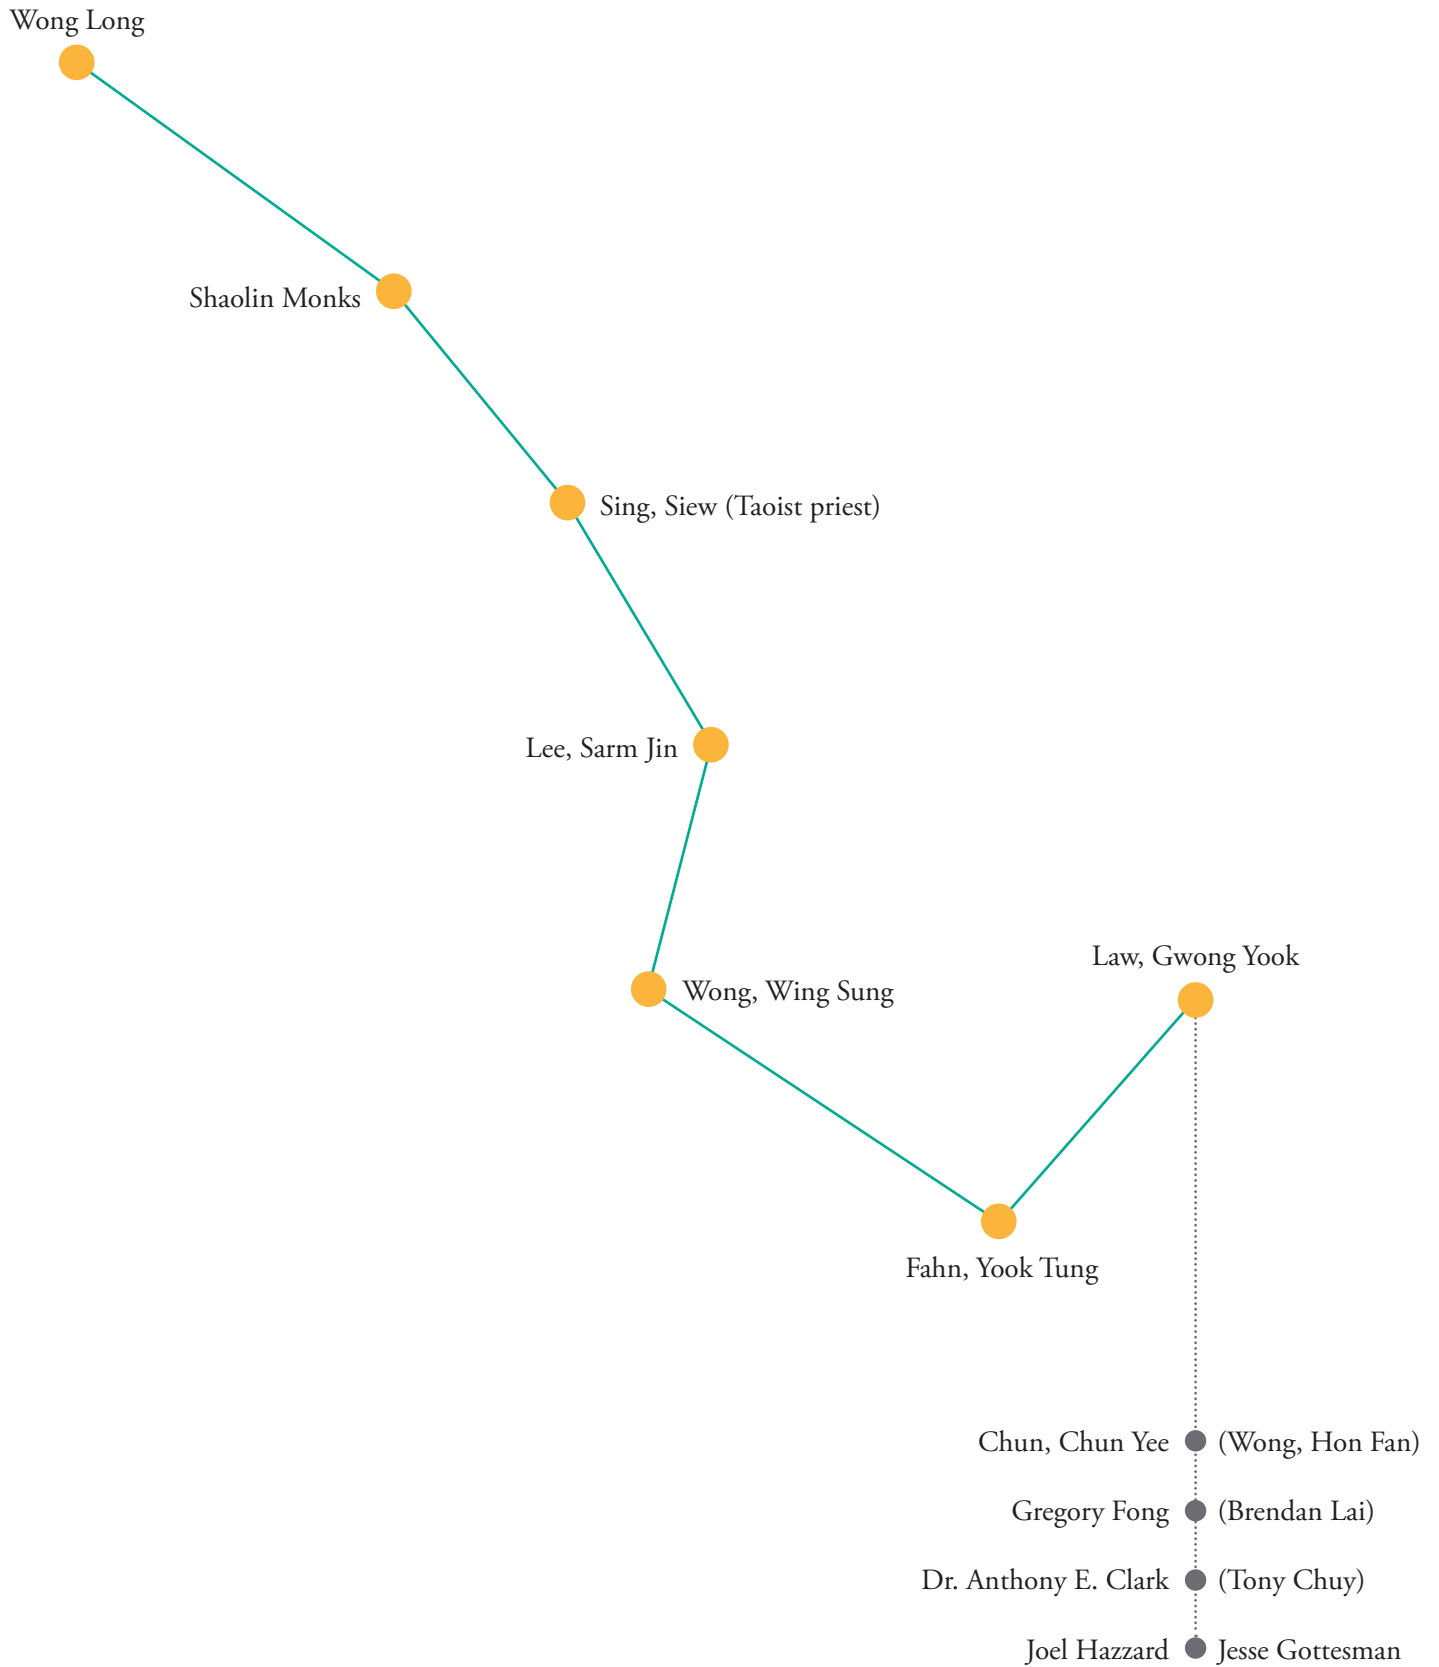 Wong Long
Shaolin Monks
Sing, Siew (Taoist priest)
Lee, Sarm Jin
Law, Gwong Yook
Wong, Wing Sung
Fahn, Yook Tung
Chun, Chun Yee (Wong, Hon Fan)
Gregory Fong (Brendan Lai)
Dr. Anthony E. Clark (Tony Chuy)
Joel Hazzard Jesse Gottesman